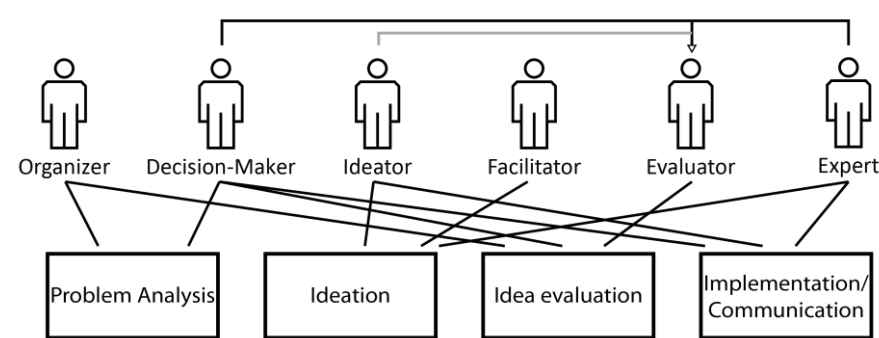 Organizer Decision-Maker Ideator Facilitator Evaluator Expert
Problem Analysis
Ideation
Idea evaluation
Implementation/
Communication